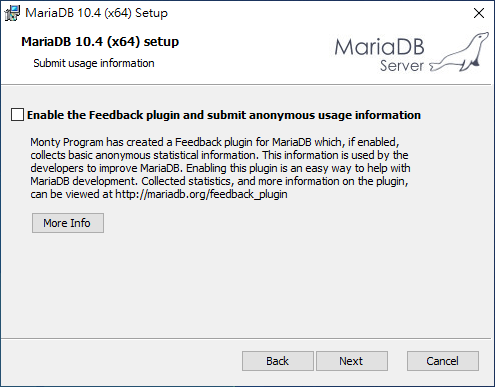 MariaDB 10.4 (x64) Setup
MariaDB 10.4 (x64) setup
Submit usage information
MariaDB
Server
Enable the Feedback plugin and submit anonymous usage information
Monty Program has created a Feedback plugin for MariaDB which, if enabled,
collects basic anonymous statistical information. This information is used by the
developers to improve MariaDB. Enabling this plugin is an easy way to help with
MariaDB development. Collected statistics, and more information on the plugin,
can be viewed at http://mariadb.org/feedback_plugin
More Info
Back
Next
Cancel